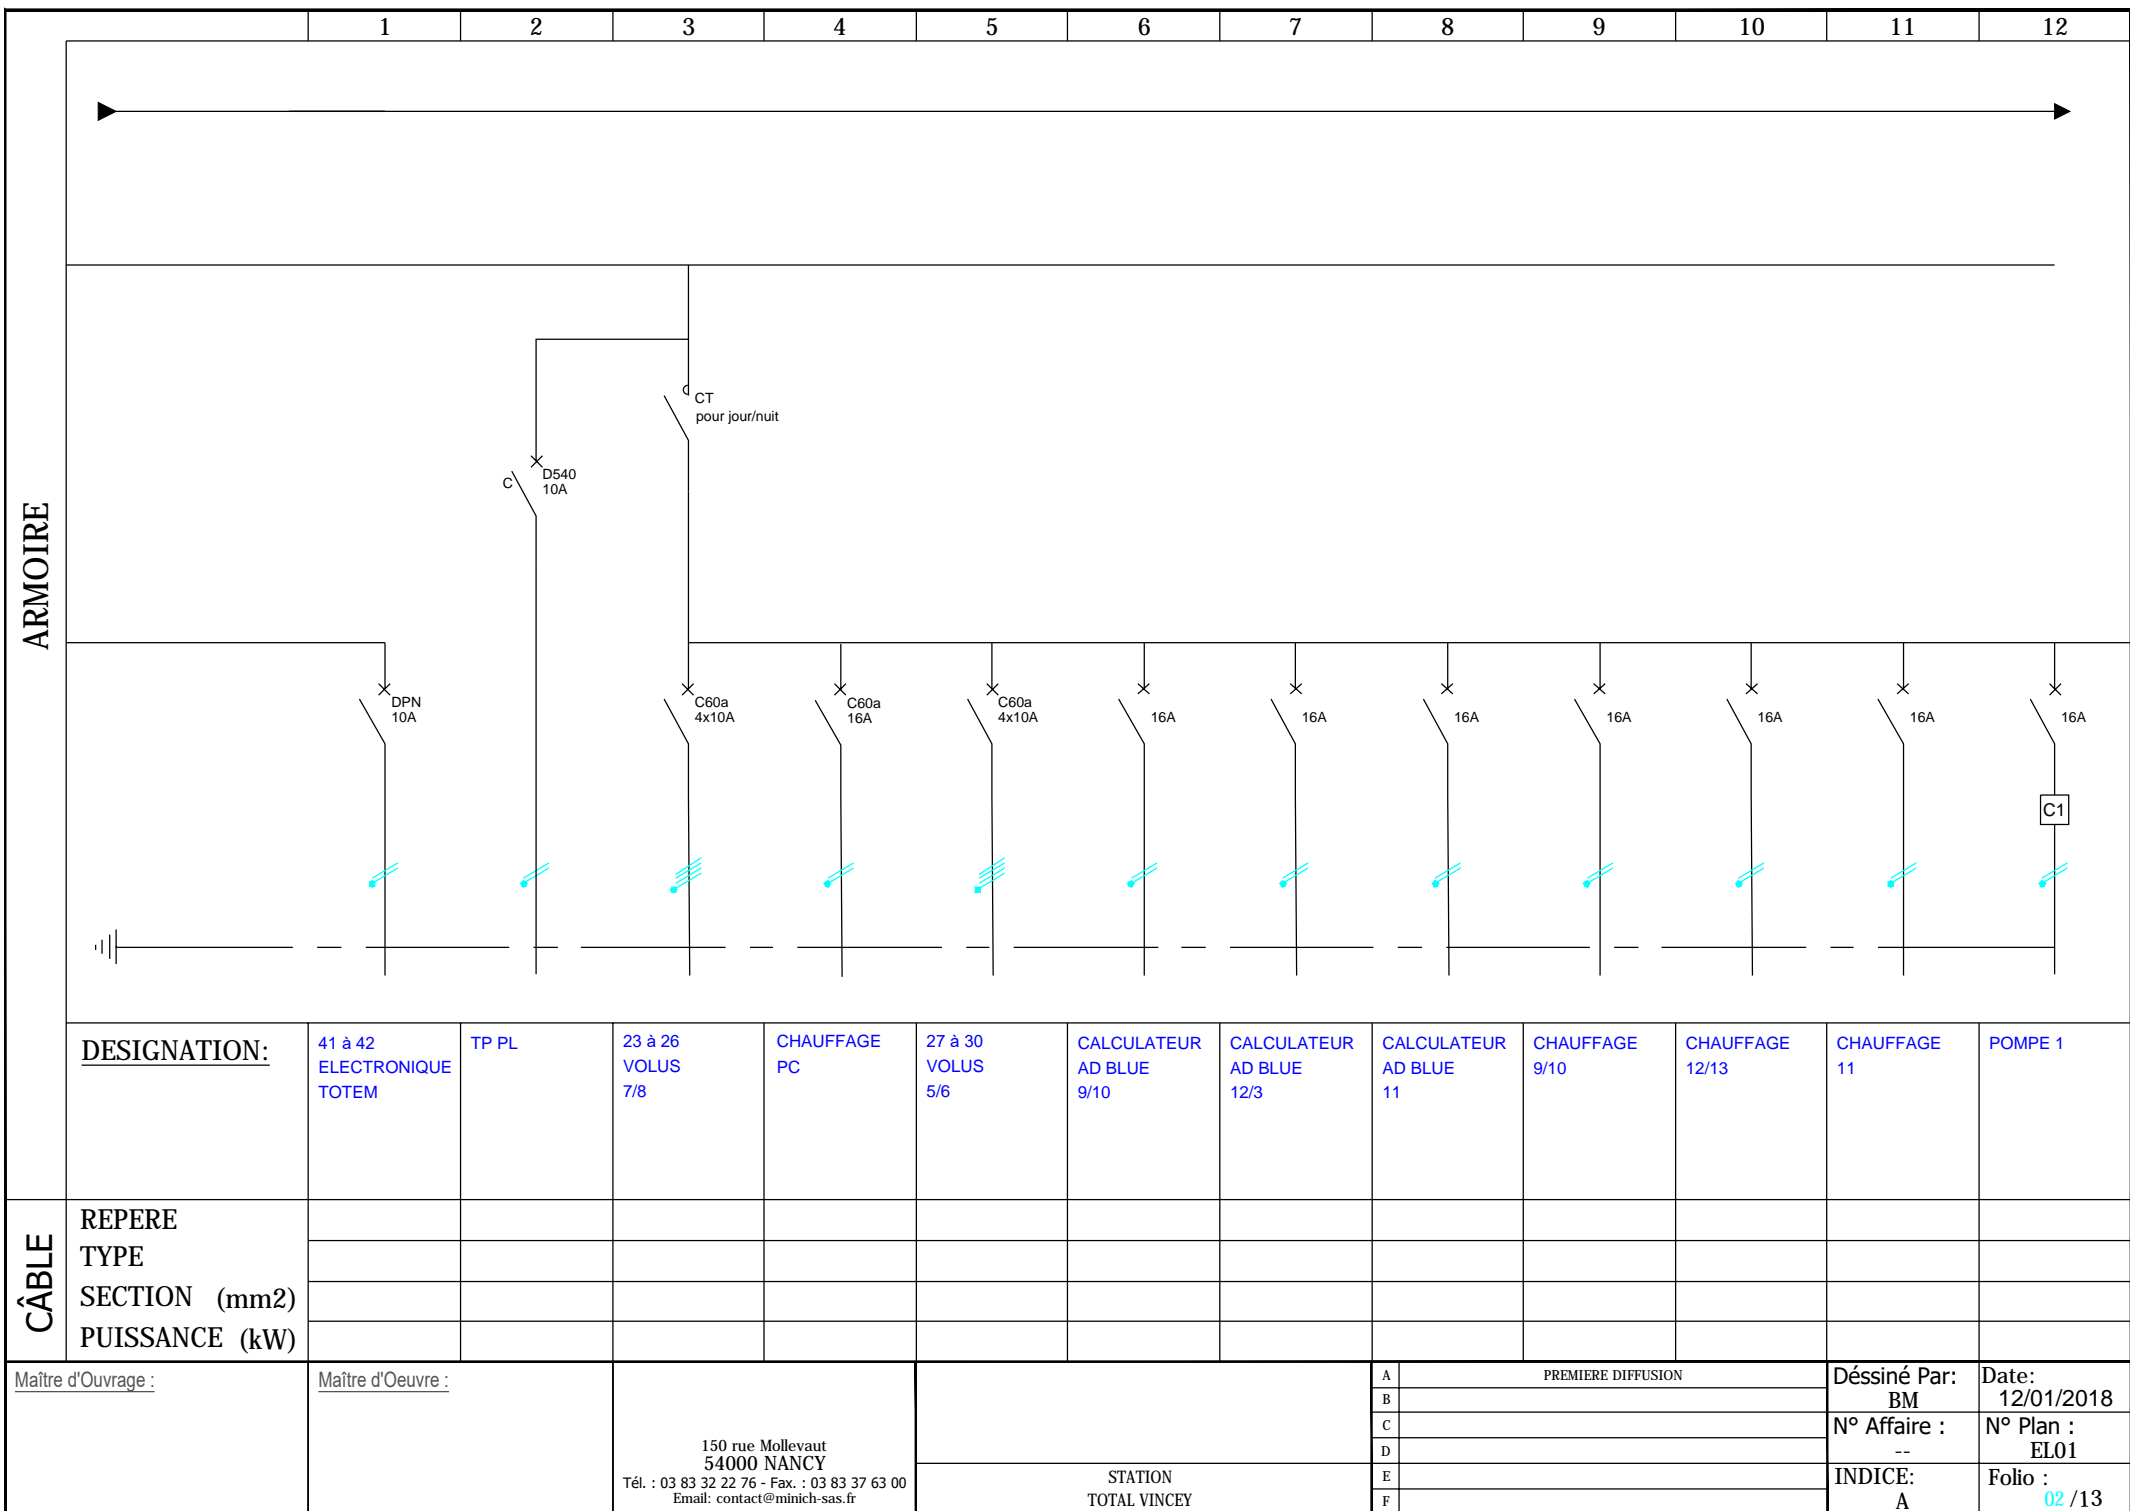 1 2 3 4 5 6 7 8 9 10 11 12
ARMOIRE
CT
pour jour/nuit
C
D540
10A
DPN
10A
C60a
4x10A
C60a
16A
C60a
4x10A
16A
16A
16A
16A
16A
16A
16A
C1
DESIGNATION:
41 à 42
ELECTRONIQUE
TOTEM
TP PL
23 à 26
VOLUS
7/8
CHAUFFAGE
PC
27 à 30
VOLUS
5/6
CALCULATEUR
AD BLUE
9/10
CALCULATEUR
AD BLUE
12/3
CALCULATEUR
AD BLUE
11
CHAUFFAGE
9/10
CHAUFFAGE
12/13
CHAUFFAGE
11
POMPE 1
CÂBLE
REPERE
TYPE
SECTION (mm2)
PUISSANCE (kW)
Maître d'Ouvrage :
Maître d'Oeuvre :
150 rue Mollevaut
54000 NANCY
Tél. : 03 83 32 22 76 - Fax. : 03 83 37 63 00
Email: contact@minich-sas.fr
STATION
TOTAL VINCEY
A PREMIERE DIFFUSION
B
C
D
E
F
Déssiné Par:
BM
Date:
12/01/2018
N° Affaire :
--
N° Plan :
EL01
INDICE:
A
Folio :
02 /13